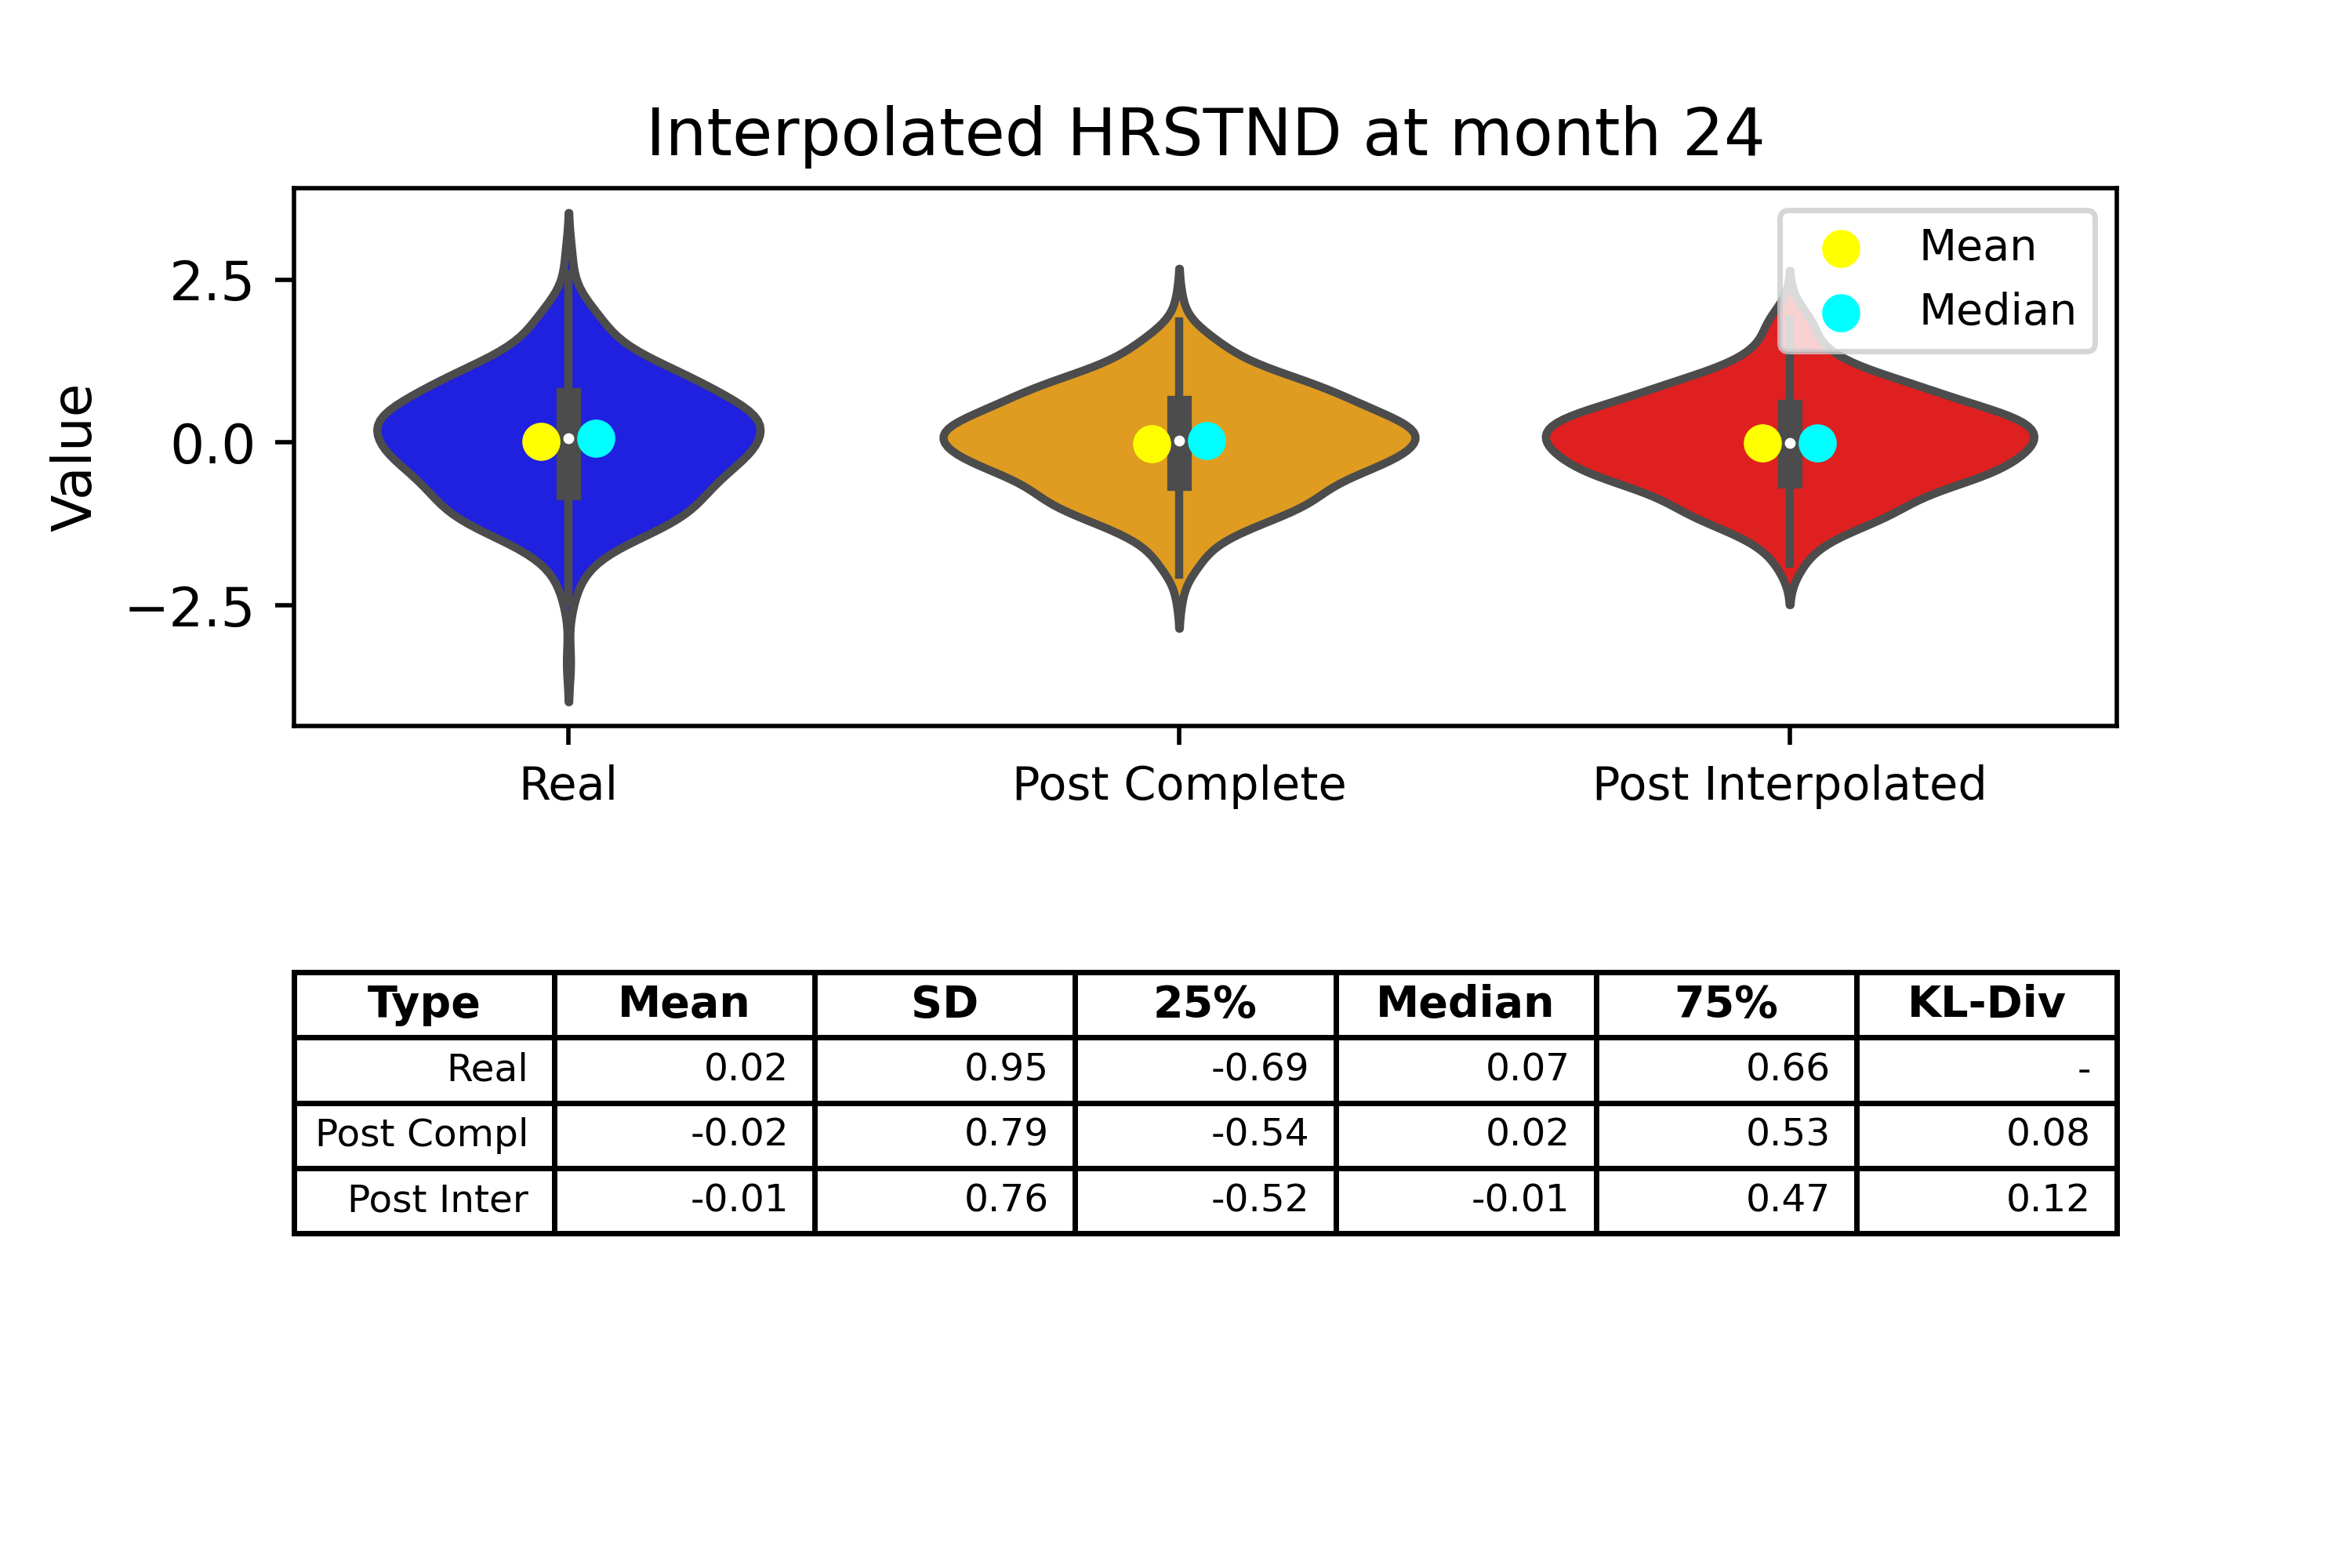 Interpolated HRSTND at month 24
Mean
Median
2.5
0.0
−2.5
Value
Real Post Complete Post Interpolated
Type Mean SD 25% Median 75% KL-Div
Real 0.02 0.95 -0.69 0.07 0.66 -
Post Compl -0.02 0.79 -0.54 0.02 0.53 0.08
Post Inter -0.01 0.76 -0.52 -0.01 0.47 0.12